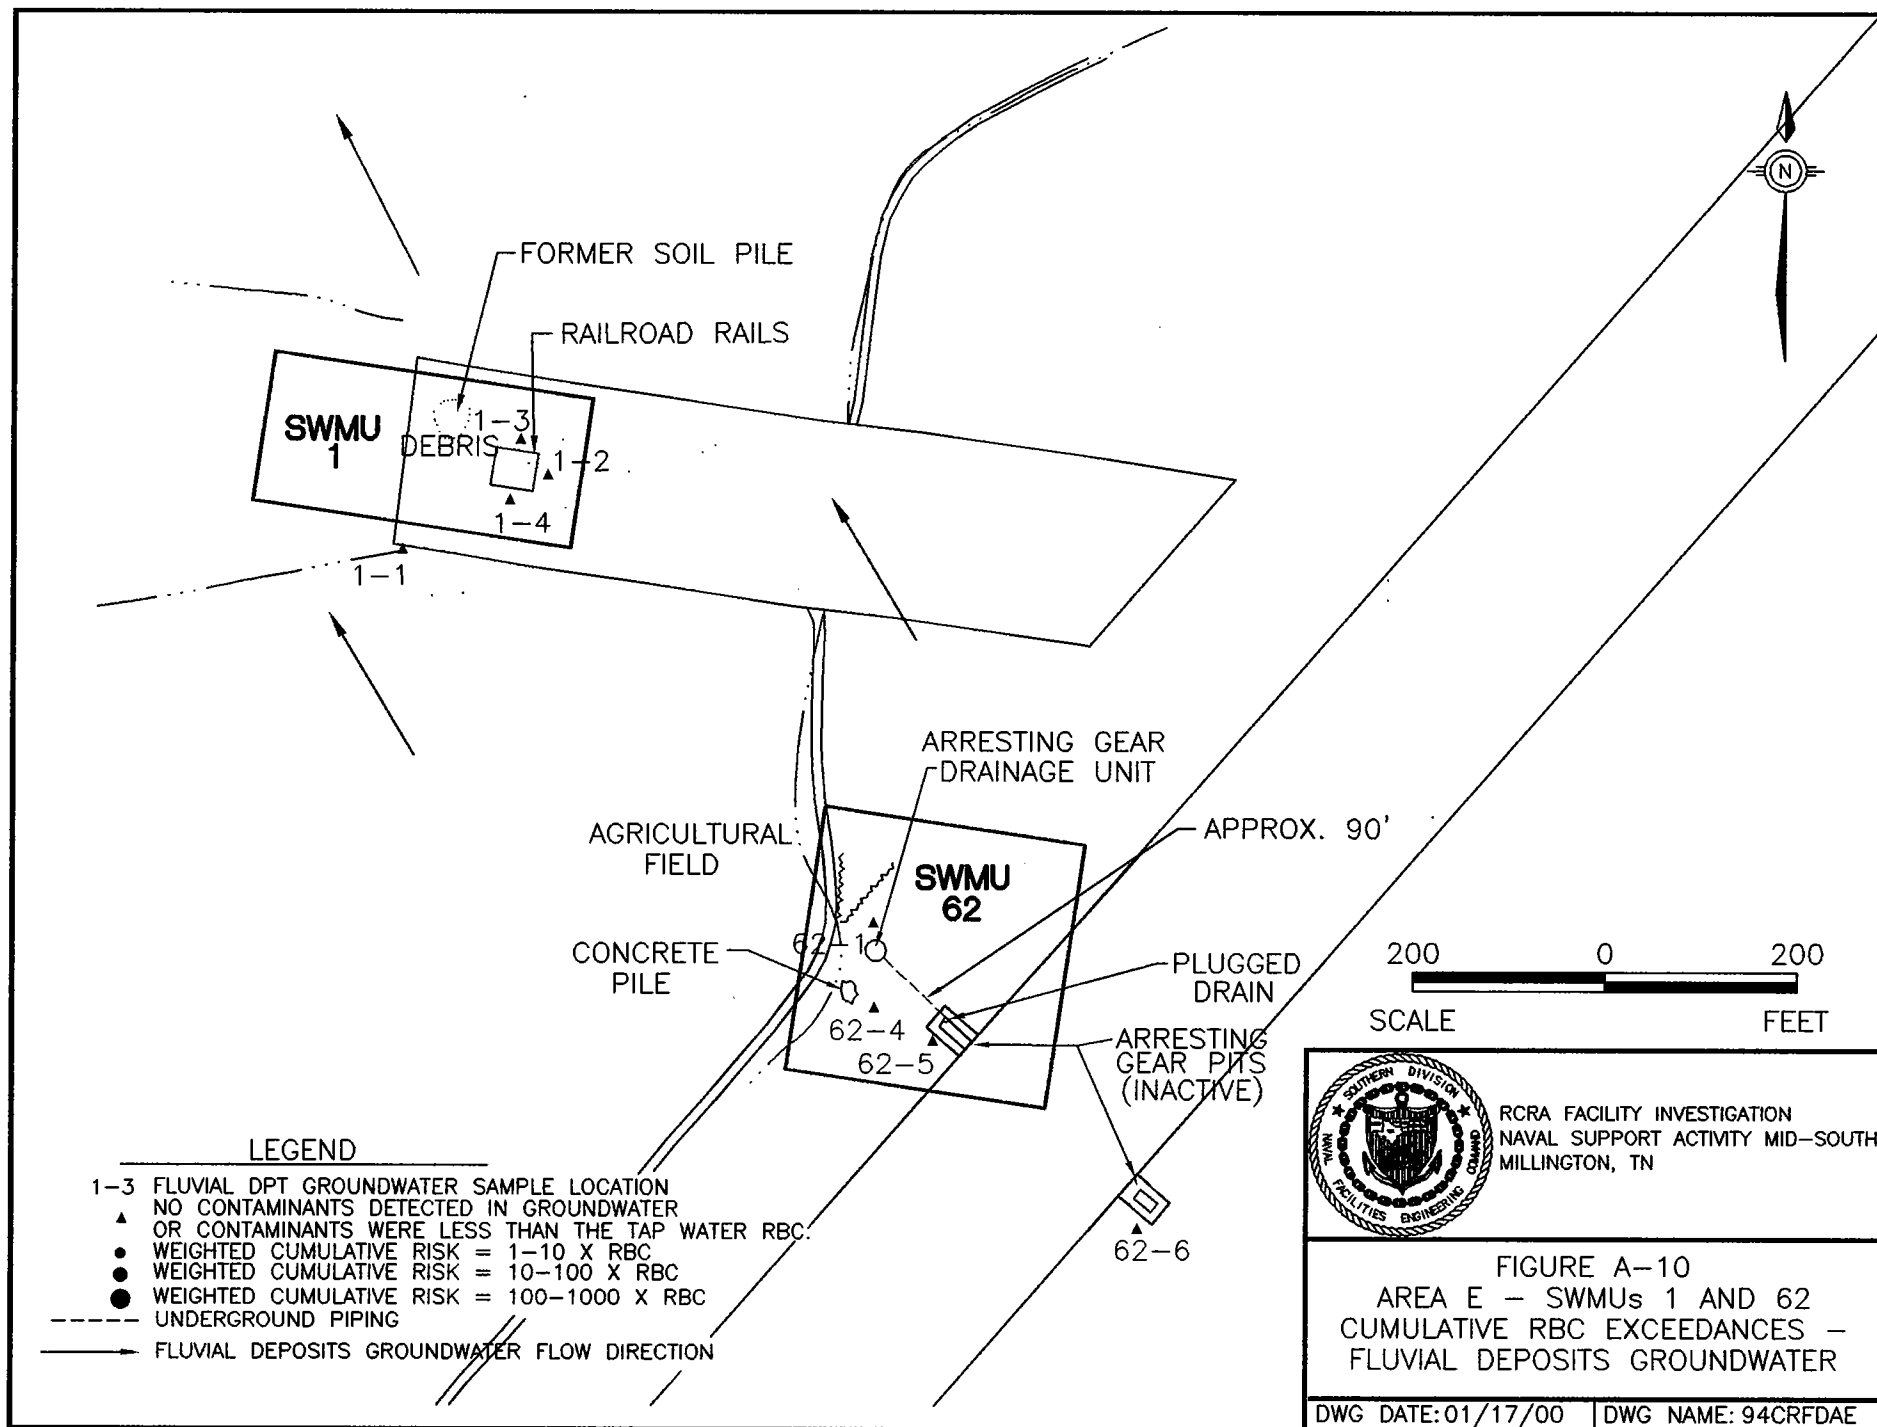 N
FORMER SOIL PILE
RAILROAD RAILS
SWMU
1
1-3
DEBRIS
1-2
1-4
1-1
ARRESTING GEAR
DRAINAGE UNIT
AGRICULTURAL
FIELD
APPROX. 90'
SWMU
62
62-1
CONCRETE
PILE
PLUGGED
DRAIN
62-4
62-5
ARRESTING
GEAR PITS
(INACTIVE)
62-6
200 0 200
SCALE FEET
LEGEND
1-3 FLUVIAL DPT GROUNDWATER SAMPLE LOCATION
NO CONTAMINANTS DETECTED IN GROUNDWATER
OR CONTAMINANTS WERE LESS THAN THE TAP WATER RBC.
WEIGHTED CUMULATIVE RISK = 1-10 X RBC
WEIGHTED CUMULATIVE RISK = 10-100 X RBC
WEIGHTED CUMULATIVE RISK = 100-1000 X RBC
UNDERGROUND PIPING
FLUVIAL DEPOSITS GROUNDWATER FLOW DIRECTION
SOUTHERN DIVISION
NAVAL FACILITIES ENGINEERING COMMAND
RCRA FACILITY INVESTIGATION
NAVAL SUPPORT ACTIVITY MID-SOUTH
MILLINGTON, TN
FIGURE A-10
AREA E - SWMUs 1 AND 62
CUMULATIVE RBC EXCEEDANCES -
FLUVIAL DEPOSITS GROUNDWATER
DWG DATE: 01/17/00 DWG NAME: 94CRFDAE